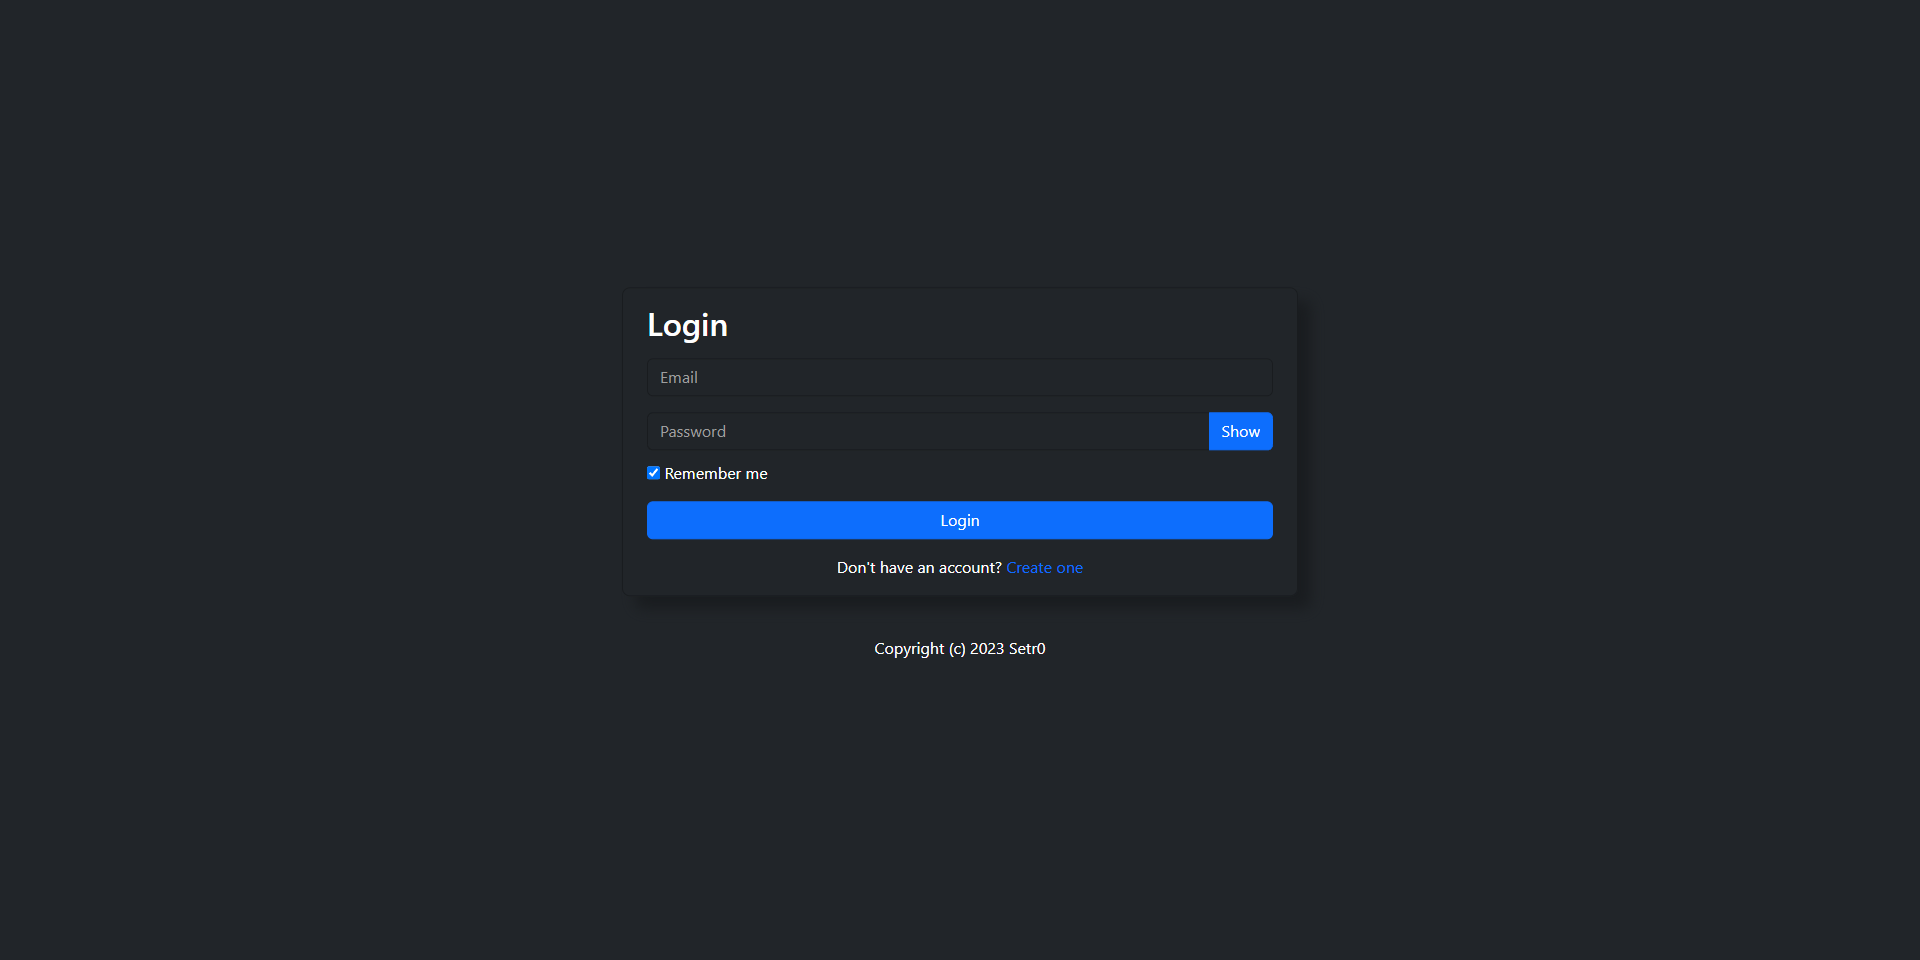 Login
Email
Password
Show
Remember me
Login
Don't have an account? Create one
Copyright (c) 2023 Setr0